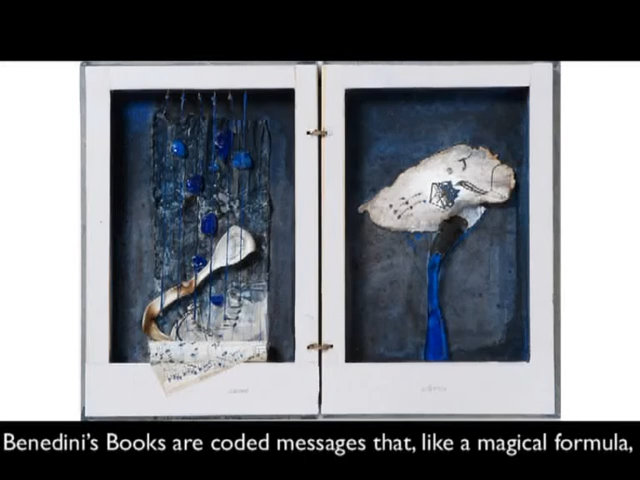 Benedini's Books are coded messages that, like a magical formula,